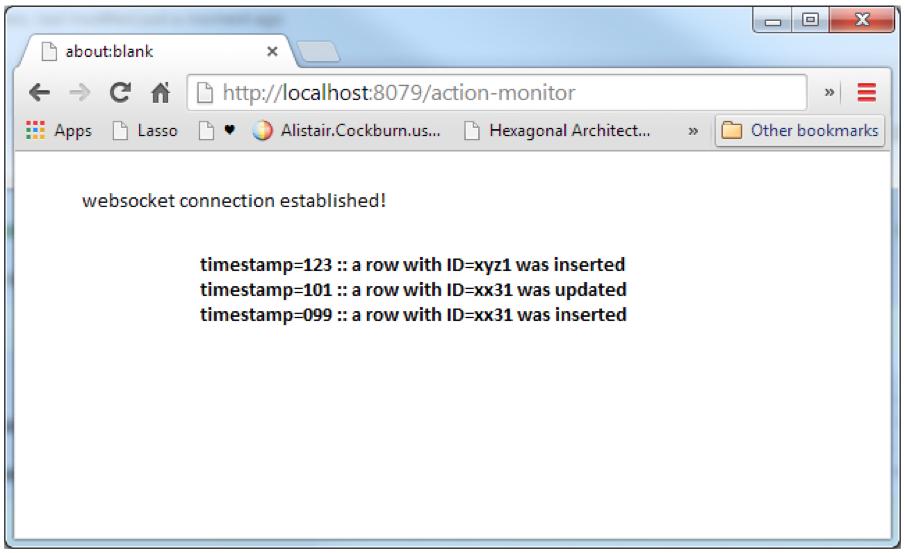 about:blank
http://localhost:8079/action-monitor
Apps Lasso ♥ Alistair.Cockburn.us... Hexagonal Architect... » Other bookmarks
websocket connection established!
timestamp=123 :: a row with ID=xyz1 was inserted
timestamp=101 :: a row with ID=xx31 was updated
timestamp=099 :: a row with ID=xx31 was inserted